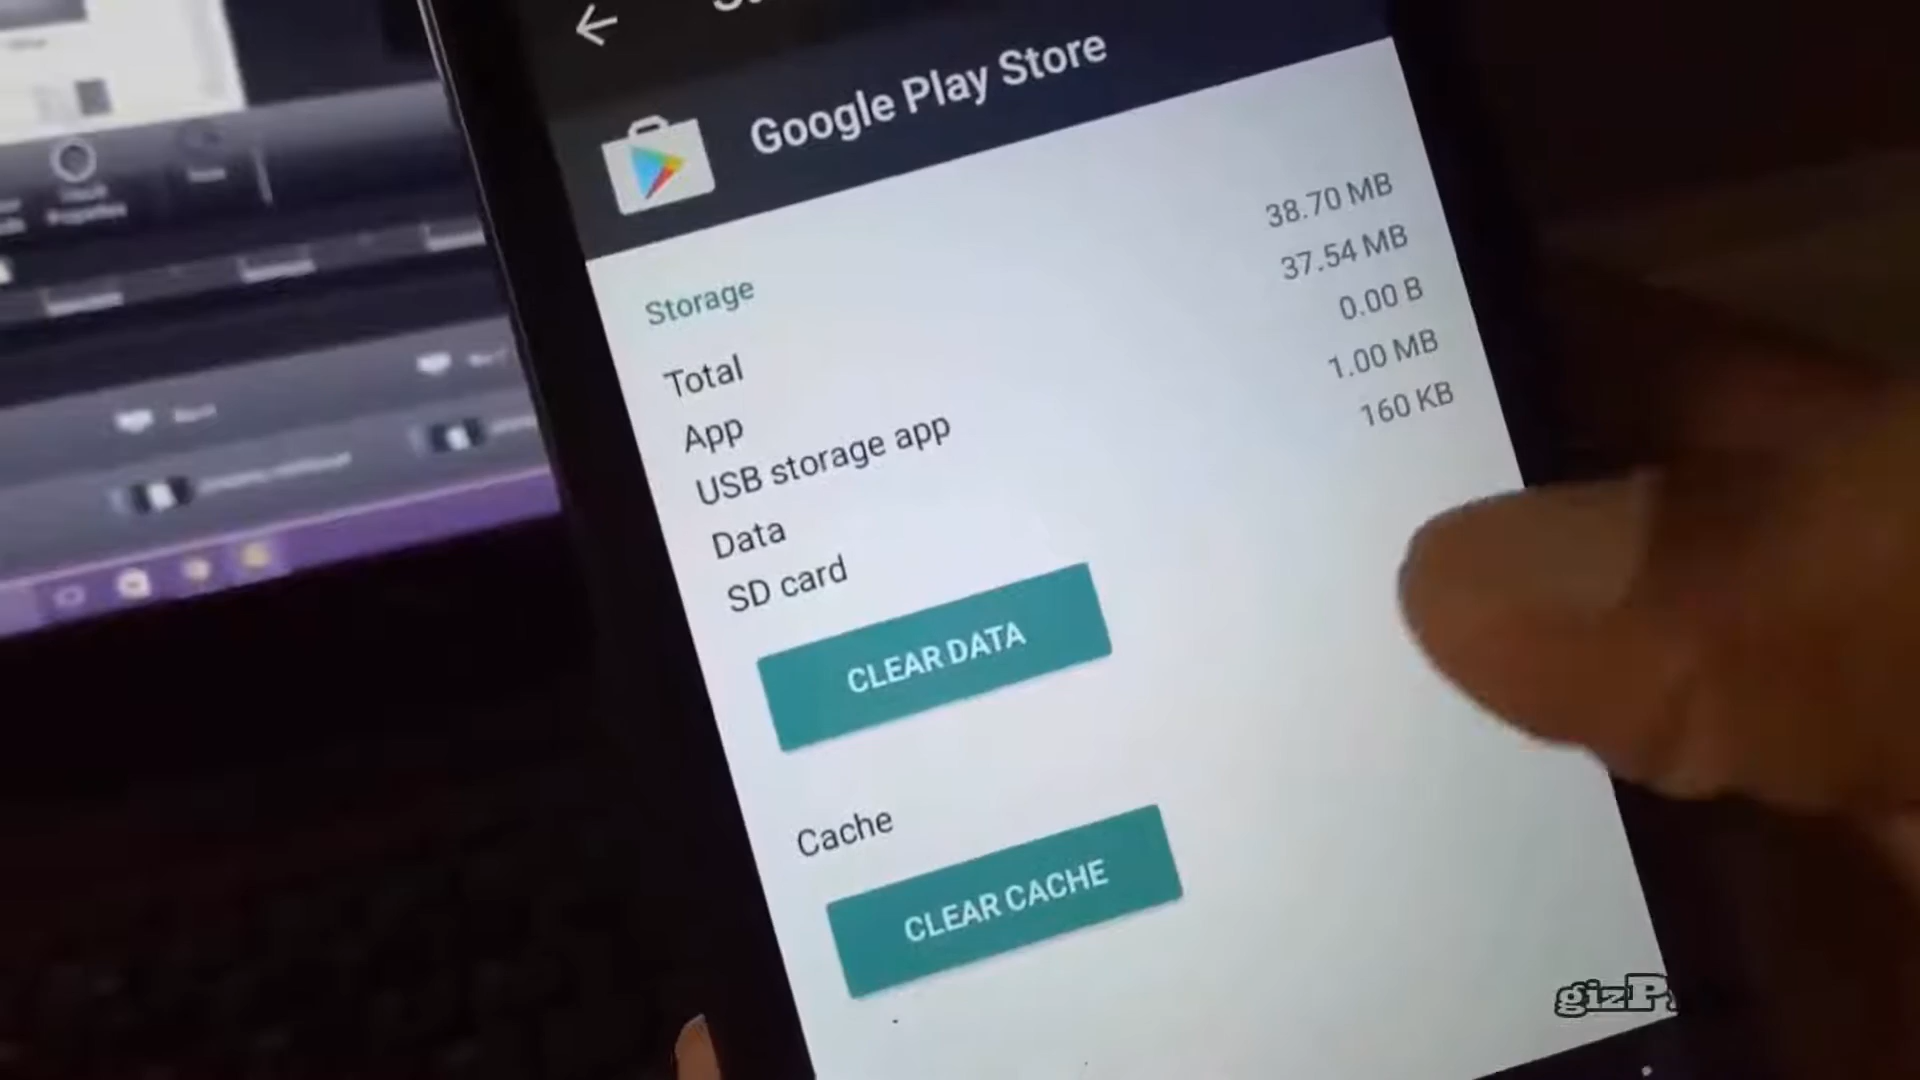 Google Play Store
Storage
Total 38.70 MB
App 37.54 MB
USB storage app 0.00 B
Data 1.00 MB
SD card 160 KB
CLEAR DATA
Cache
CLEAR CACHE